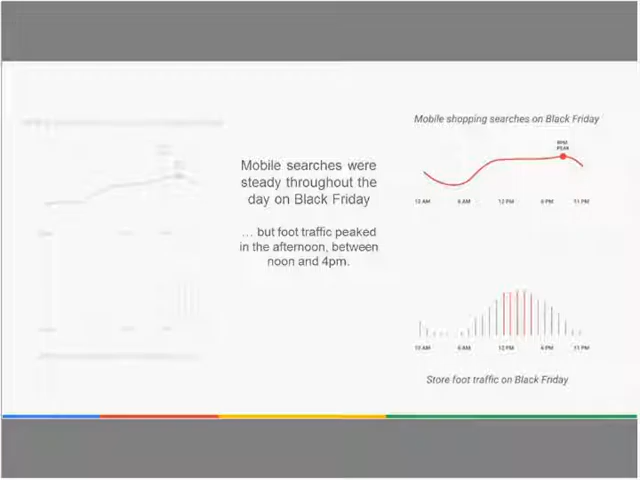 Mobile shopping searches on Black Friday
8PM
PEAK
Mobile searches were
steady throughout the
day on Black Friday
12 AM 6 AM 12 PM 6 PM 11 PM
… but foot traffic peaked
in the afternoon, between
noon and 4pm.
12 AM 6 AM 12 PM 6 PM 11 PM
Store foot traffic on Black Friday